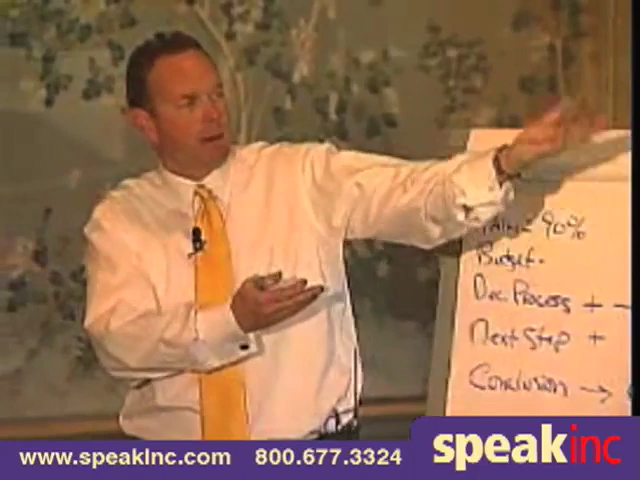 90%
Budget.
Dec. Process + -
Next Step +
Conclusion →
www.speakInc.com 800.677.3324
speakinc